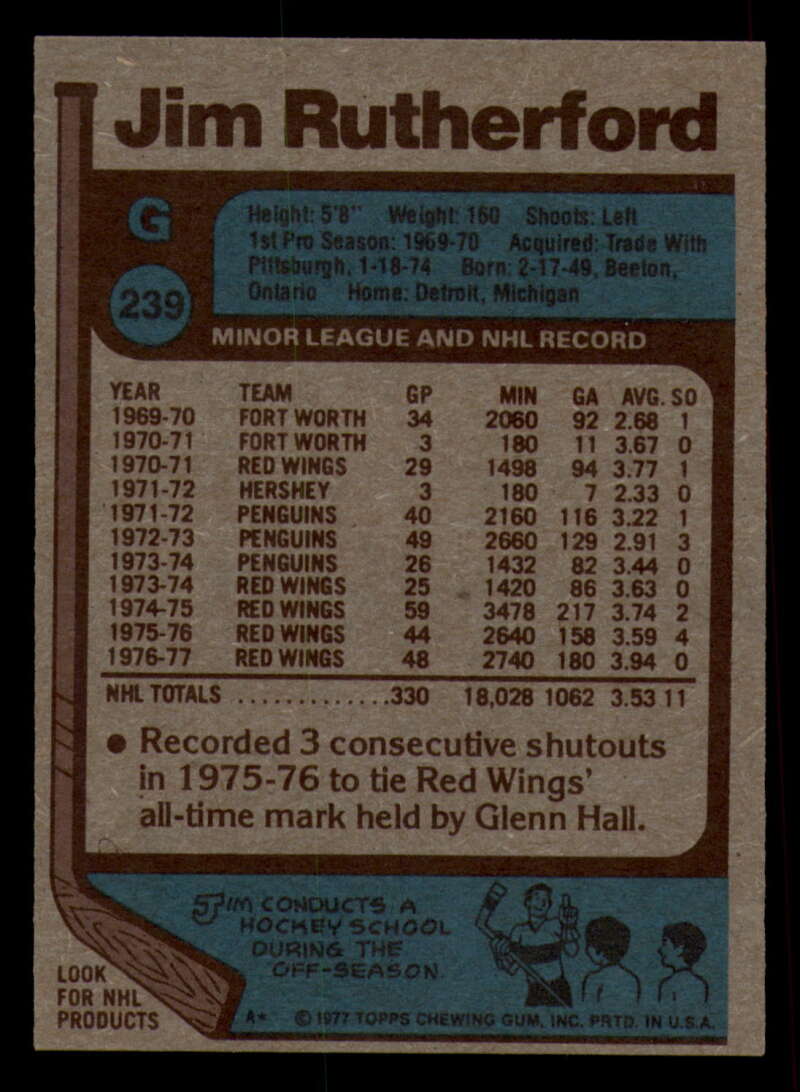 Jim Rutherford
G
239
Height: 5'8" Weight: 160 Shoots: Left
1st Pro Season: 1969-70 Acquired: Trade With
Pittsburgh, 1-18-74 Born: 2-17-49, Beeton,
Ontario Home: Detroit, Michigan
MINOR LEAGUE AND NHL RECORD
YEAR TEAM GP MIN GA AVG. SO
1969-70 FORT WORTH 34 2060 92 2.68 1
1970-71 FORT WORTH 3 180 11 3.67 0
1970-71 RED WINGS 29 1498 94 3.77 1
1971-72 HERSHEY 3 180 7 2.33 0
1971-72 PENGUINS 40 2160 116 3.22 1
1972-73 PENGUINS 49 2660 129 2.91 3
1973-74 PENGUINS 26 1432 82 3.44 0
1973-74 RED WINGS 25 1420 86 3.63 0
1974-75 RED WINGS 59 3478 217 3.74 2
1975-76 RED WINGS 44 2640 158 3.59 4
1976-77 RED WINGS 48 2740 180 3.94 0
NHL TOTALS ..............330 18,028 1062 3.53 11
● Recorded 3 consecutive shutouts
in 1975-76 to tie Red Wings'
all-time mark held by Glenn Hall.
JIM CONDUCTS A
HOCKEY SCHOOL
DURING THE
OFF-SEASON
LOOK
FOR NHL
PRODUCTS
A* © 1977 TOPPS CHEWING GUM, INC. PRTD. IN U.S.A.